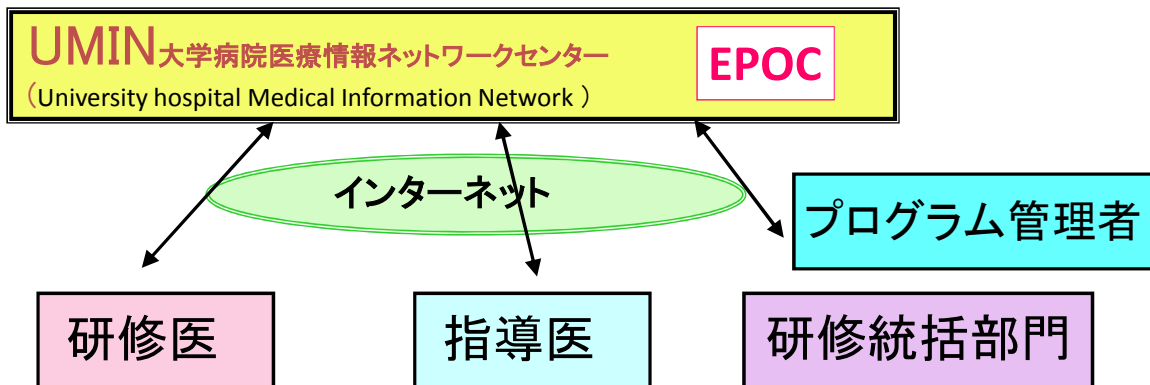 UMIN大学病院医療情報ネットワークセンター
EPOC
(University hospital Medical Information Network )
インターネット
プログラム管理者
研修医
指導医
研修統括部門